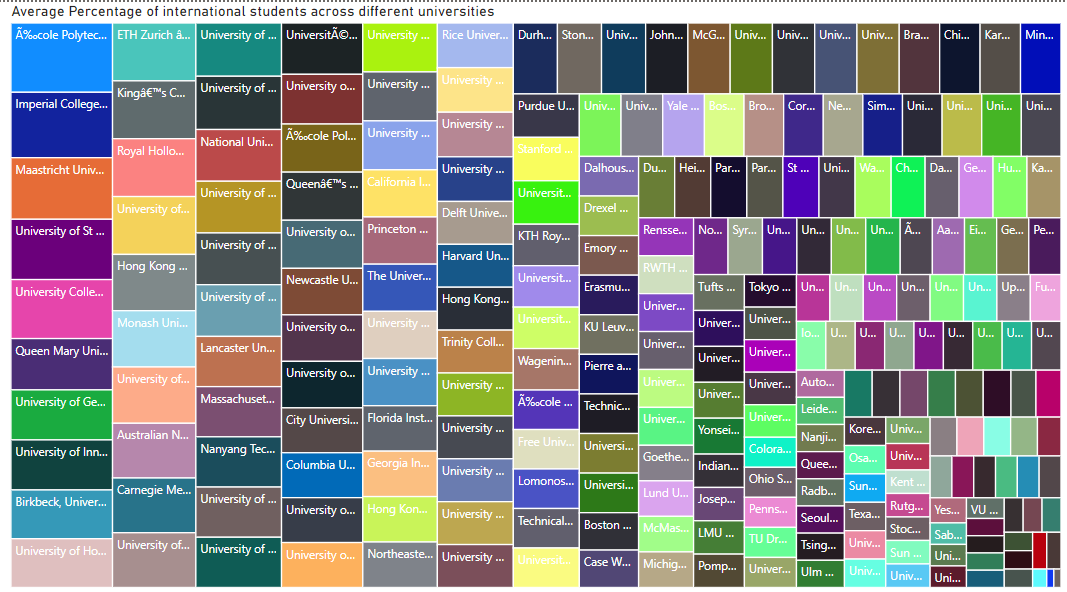 Average Percentage of international students across different universities
Ã‰cole Polytec...
Imperial College...
Maastricht Univ...
University of St ...
University Colle...
Queen Mary Uni...
University of Ge...
University of Inn...
Birkbeck, Univer...
University of Ho...
ETH Zurich â...
Kingâ€™s C...
Royal Hollo...
University of...
Hong Kong ...
Monash Uni...
University of...
Australian N...
Carnegie Me...
University of...
University of ...
University of ...
National Uni...
University of ...
University of ...
University of ...
Lancaster Un...
Massachuset...
Nanyang Tec...
University of ...
University of ...
UniversitÃ©...
University o...
Ã‰cole Pol...
Queenâ€™s ...
University o...
Newcastle U...
University o...
University o...
City Universi...
Columbia U...
University o...
University o...
University ...
University ...
University ...
California I...
Princeton ...
The Univer...
University ...
University ...
Florida Inst...
Georgia In...
Hong Kon...
Northeaste...
Rice Univer...
University ...
University ...
University ...
Delft Unive...
Harvard Un...
Hong Kong...
Trinity Coll...
University ...
University ...
University ...
University ...
University ...
Durh...
Ston...
Univ...
John...
McG...
Univ...
Univ...
Univ...
Univ...
Bra...
Chi...
Kar...
Min...
Purdue U...
Stanford ...
Universit...
KTH Roy...
Universit...
Universit...
Wagenin...
Ã‰cole ...
Free Univ...
Lomonos...
Technical...
Universit...
Univ...
Univ...
Yale ...
Bos...
Bro...
Cor...
Ne...
Sim...
Uni...
Uni...
Uni...
Uni...
Dalhous...
Drexel ...
Emory ...
Erasmu...
KU Leuv...
Pierre a...
Technic...
Universi...
Universi...
Boston ...
Case W...
Du...
Hei...
Par...
Par...
St ...
Uni...
Wa...
Ch...
Da...
Ge...
Hu...
Ka...
Rensse...
RWTH ...
Univer...
Univer...
Univer...
Univer...
Goethe...
Lund U...
McMas...
Michig...
No...
Syr...
Un...
Un...
Un...
Un...
Ã...
Aa...
Ei...
Ge...
Pe...
Tufts ...
Univer...
Univer...
Univer...
Yonsei...
Indian...
Josep...
LMU ...
Pomp...
Tokyo ...
Univer...
Univer...
Univer...
Univer...
Colora...
Ohio S...
Penns...
TU Dr...
Univer...
Un...
Un...
Un...
Un...
Un...
Un...
Up...
Fu...
Io...
U...
U...
U...
U...
U...
U...
U...
U...
Auto...
Leide...
Nanji...
Quee...
Radb...
Seoul...
Tsing...
Ulm ...
Kore...
Osa...
Sun...
Texa...
Univ...
Univ...
Univ...
Univ...
Kent ...
Rutg...
Stoc...
Sun ...
Univ...
Yes...
Sab...
Uni...
Uni...
VU ...